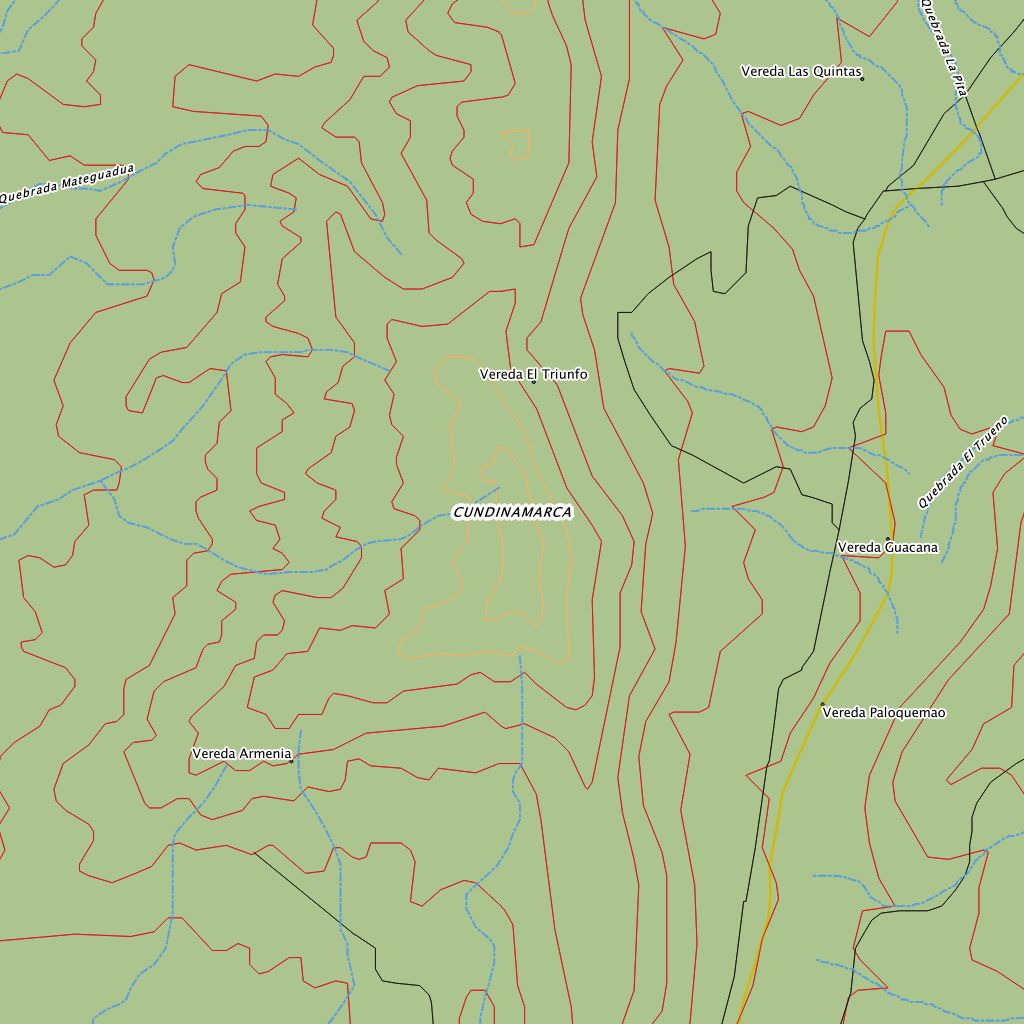 Quebrada La Pita
Vereda Las Quintas
Quebrada Mateguadua
Vereda El Triunfo
Quebrada El Trueno
CUNDINAMARCA
Vereda Guacana
Vereda Paloquemao
Vereda Armenia